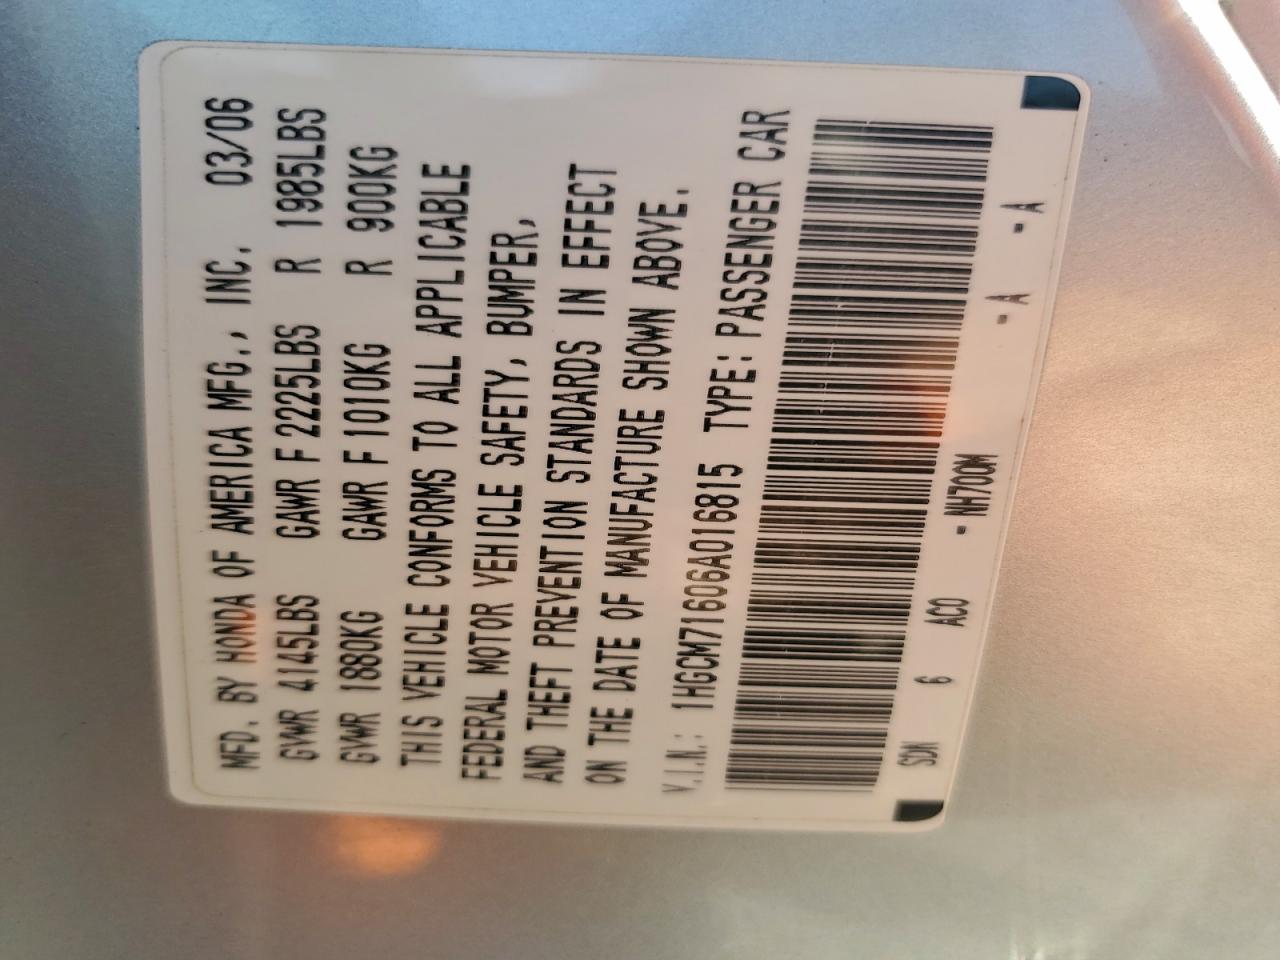 MFD. BY HONDA OF AMERICA MFG., INC. 03/06
GVWR 4145LBS GAWR F 2225LBS R 1985LBS
GVWR 1880KG GAWR F 1010KG R 900KG
THIS VEHICLE CONFORMS TO ALL APPLICABLE
FEDERAL MOTOR VEHICLE SAFETY, BUMPER,
AND THEFT PREVENTION STANDARDS IN EFFECT
ON THE DATE OF MANUFACTURE SHOWN ABOVE.
V.I.N.: 1HGCM71606A016815 TYPE: PASSENGER CAR
SDN 6 ACO - NH700M - A - A